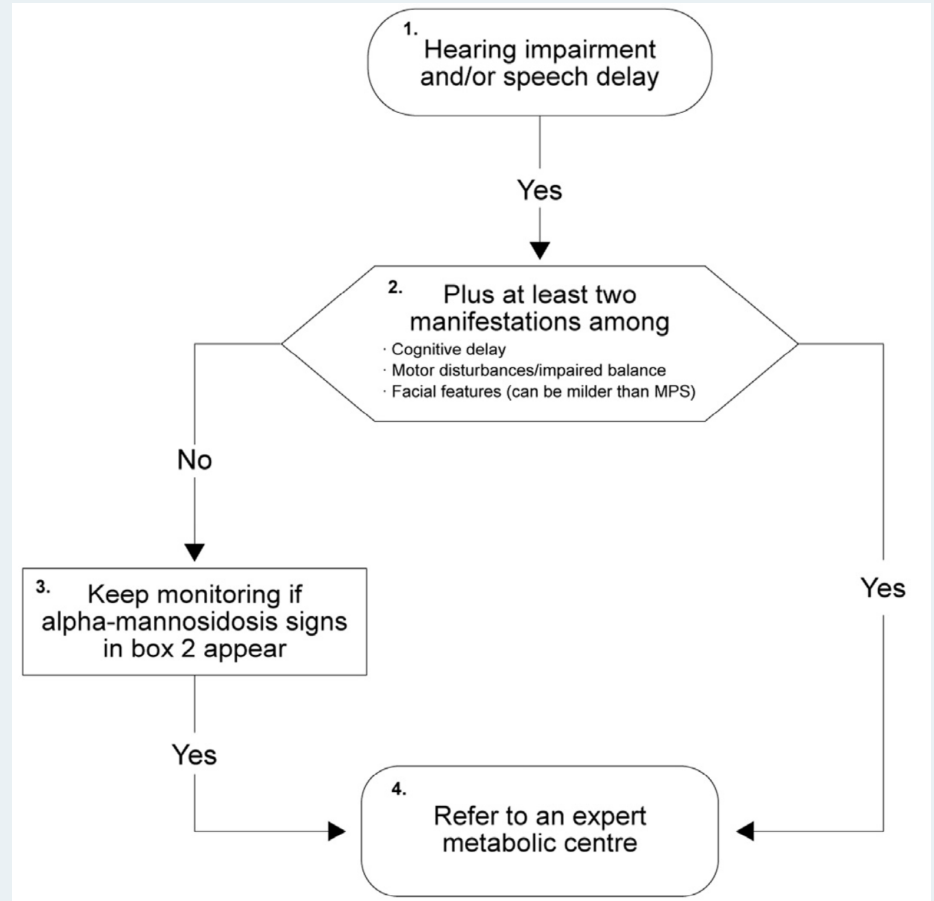 1.
Hearing impairment
and/or speech delay
Yes
2.
Plus at least two
manifestations among
· Cognitive delay
· Motor disturbances/impaired balance
· Facial features (can be milder than MPS)
No
Yes
3.
Keep monitoring if
alpha-mannosidosis signs
in box 2 appear
Yes
4.
Refer to an expert
metabolic centre